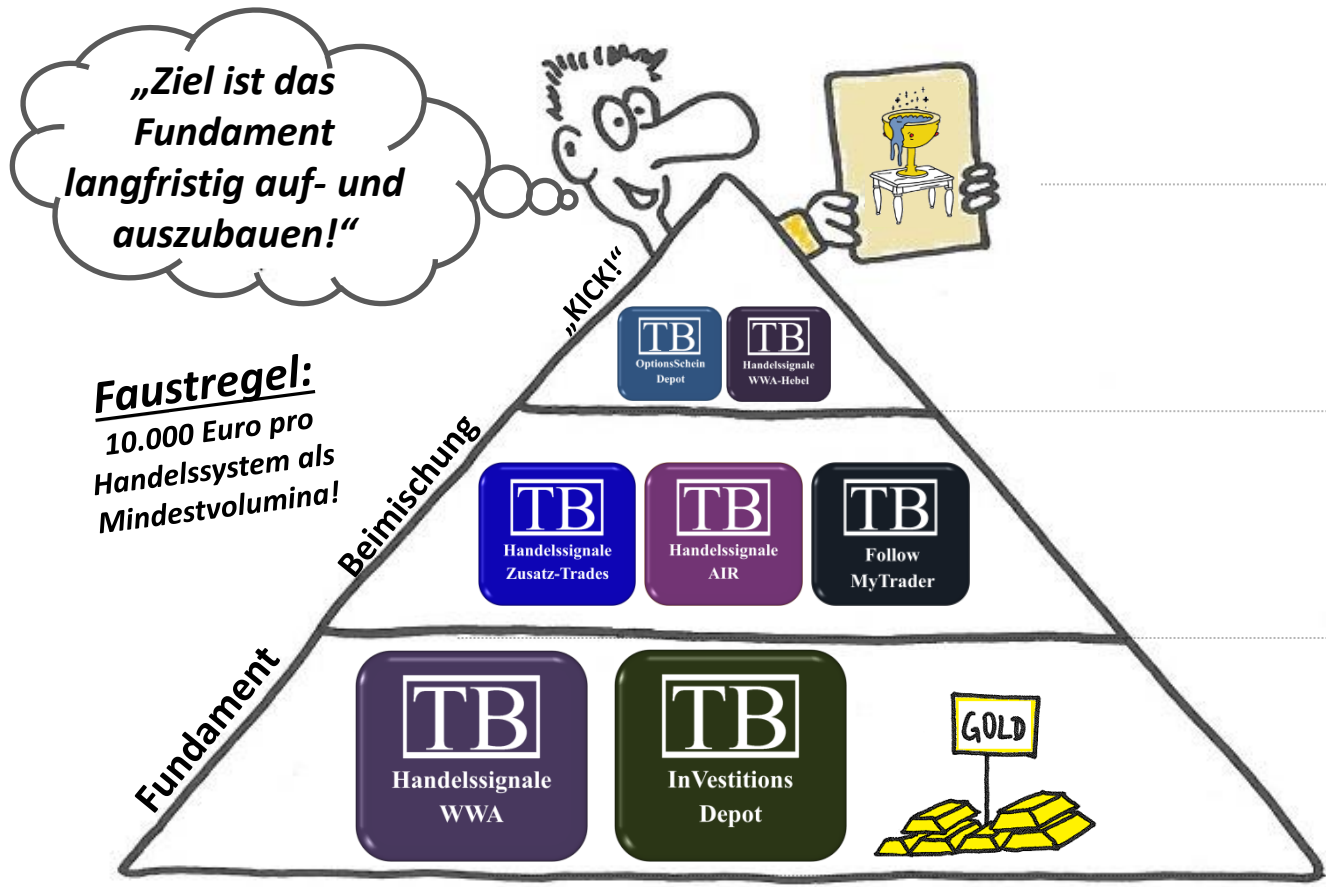 „Ziel ist das
Fundament
langfristig auf- und
auszubauen!“
„KICK!“
TB
OptionsSchein
Depot
TB
Handelssignale
WWA-Hebel
Faustregel:
10.000 Euro pro
Handelssystem als
Mindestvolumina!
Beimischung
TB
Handelssignale
Zusatz-Trades
TB
Handelssignale
AIR
TB
Follow
MyTrader
Fundament
TB
Handelssignale
WWA
TB
InVestitions
Depot
GOLD